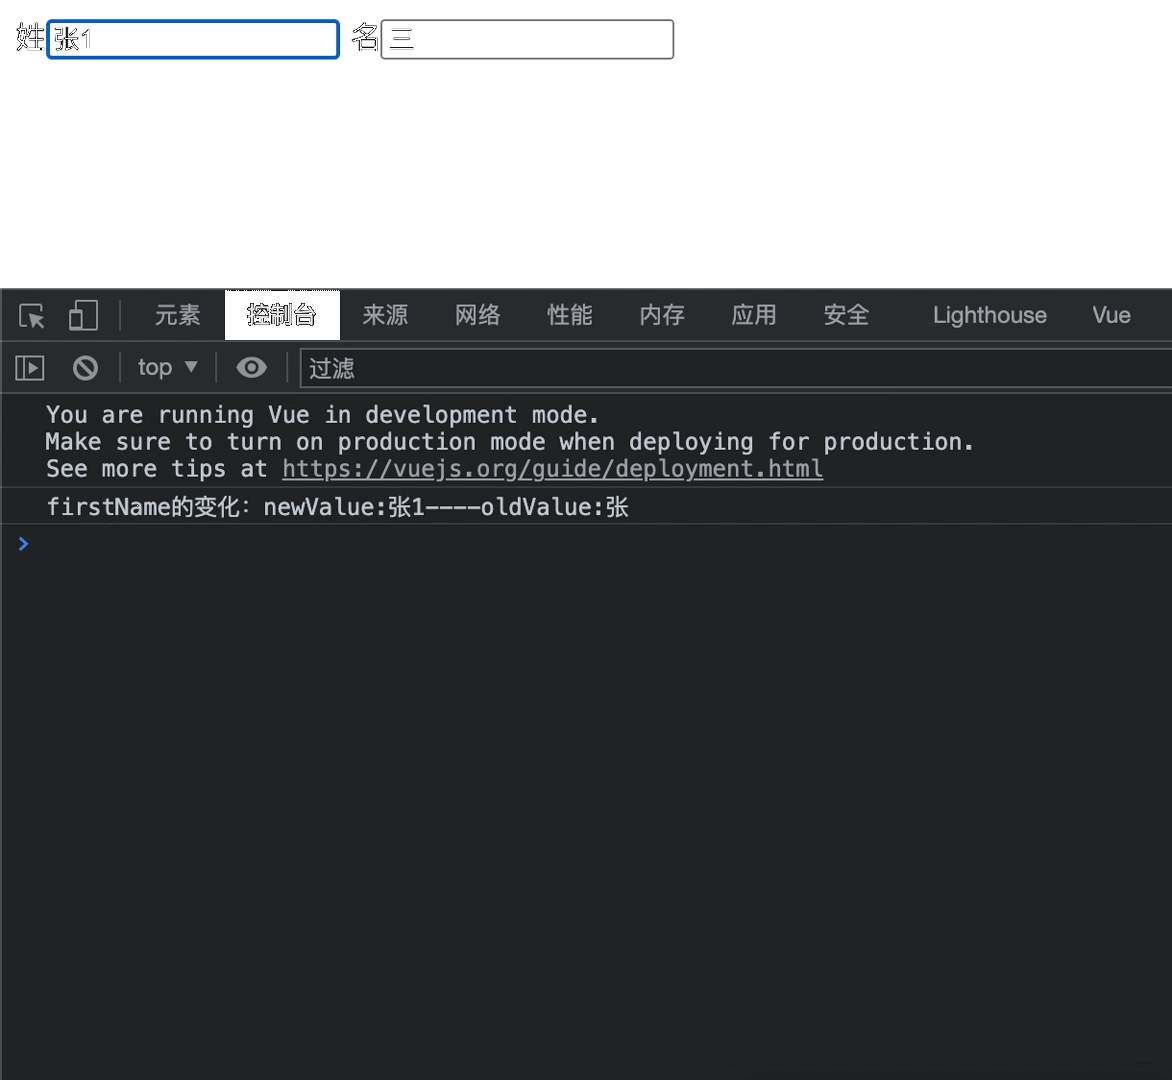 姓 张1 名 三
元素 控制台 来源 网络 性能 内存 应用 安全 Lighthouse Vue
top ▼ 过滤
You are running Vue in development mode.
Make sure to turn on production mode when deploying for production.
See more tips at https://vuejs.org/guide/deployment.html
firstName的变化：newValue:张1----oldValue:张